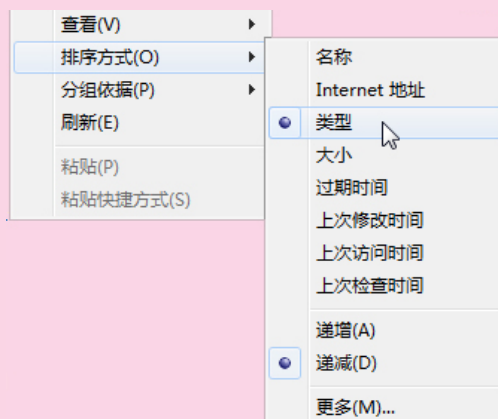 查看(V)
排序方式(O)
分组依据(P)
刷新(E)
粘贴(P)
粘贴快捷方式(S)
名称
Internet 地址
类型
大小
过期时间
上次修改时间
上次访问时间
上次检查时间
递增(A)
递减(D)
更多(M)...